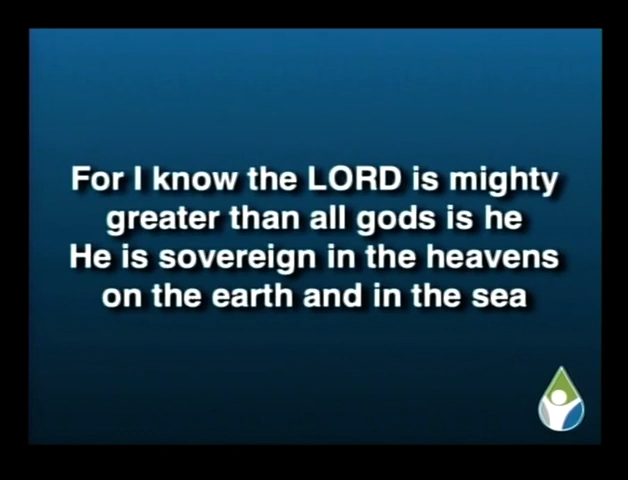 For I know the LORD is mighty
greater than all gods is he
He is sovereign in the heavens
on the earth and in the sea